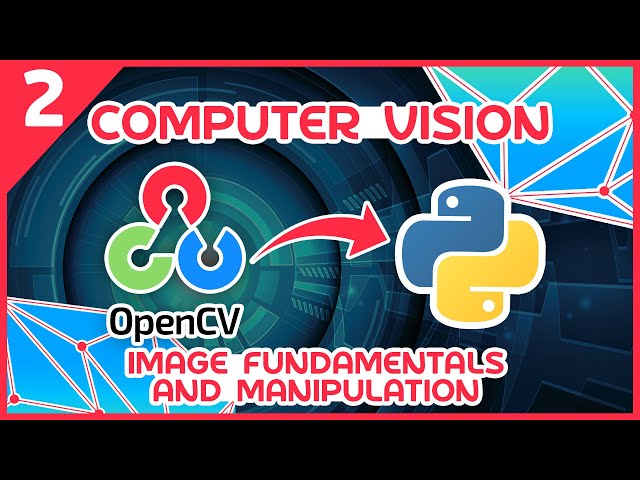 2
COMPUTER VISION
OpenCV
IMAGE FUNDAMENTALS
AND MANIPULATION